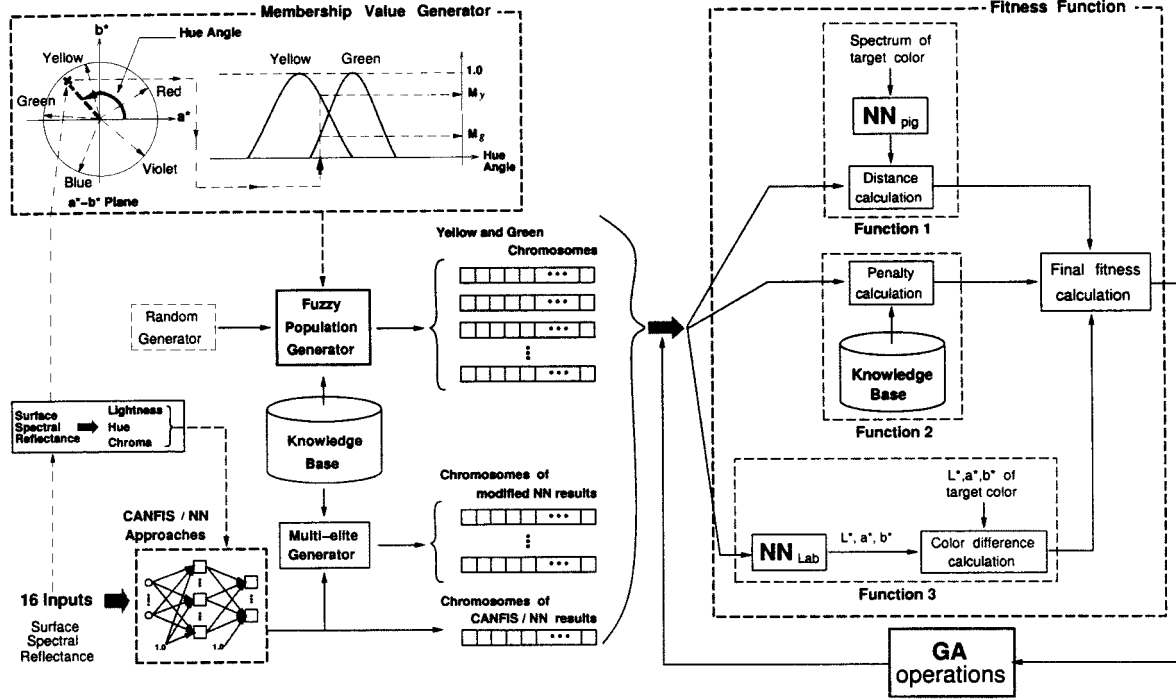 Membership Value Generator
b*
Hue Angle
Yellow
Red
Green
a*
Violet
Blue
a*-b* Plane
Yellow
Green
1.0
My
Mg
Hue
Angle
Random
Generator
Fuzzy
Population
Generator
Yellow and Green
Chromosomes
Knowledge
Base
Surface
Spectral
Reflectance
Lightness
Hue
Chroma
CANFIS / NN
Approaches
Multi-elite
Generator
Chromosomes of
modified NN results
Chromosomes of
CANFIS / NN results
16 Inputs
Surface
Spectral
Reflectance
1.0
1.0
Fitness Function
Spectrum of
target color
NN pig
Distance
calculation
Function 1
Penalty
calculation
Knowledge
Base
Function 2
Final fitness
calculation
L*,a*,b* of
target color
NN Lab
L*, a*, b*
Color difference
calculation
Function 3
GA
operations